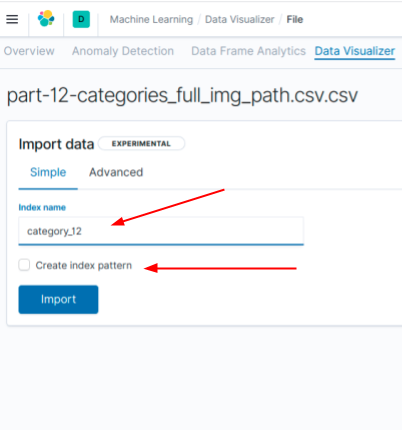 D Machine Learning / Data Visualizer / File
Overview Anomaly Detection Data Frame Analytics Data Visualizer
part-12-categories_full_img_path.csv.csv
Import data EXPERIMENTAL
Simple Advanced
Index name
category_12
Create index pattern
Import